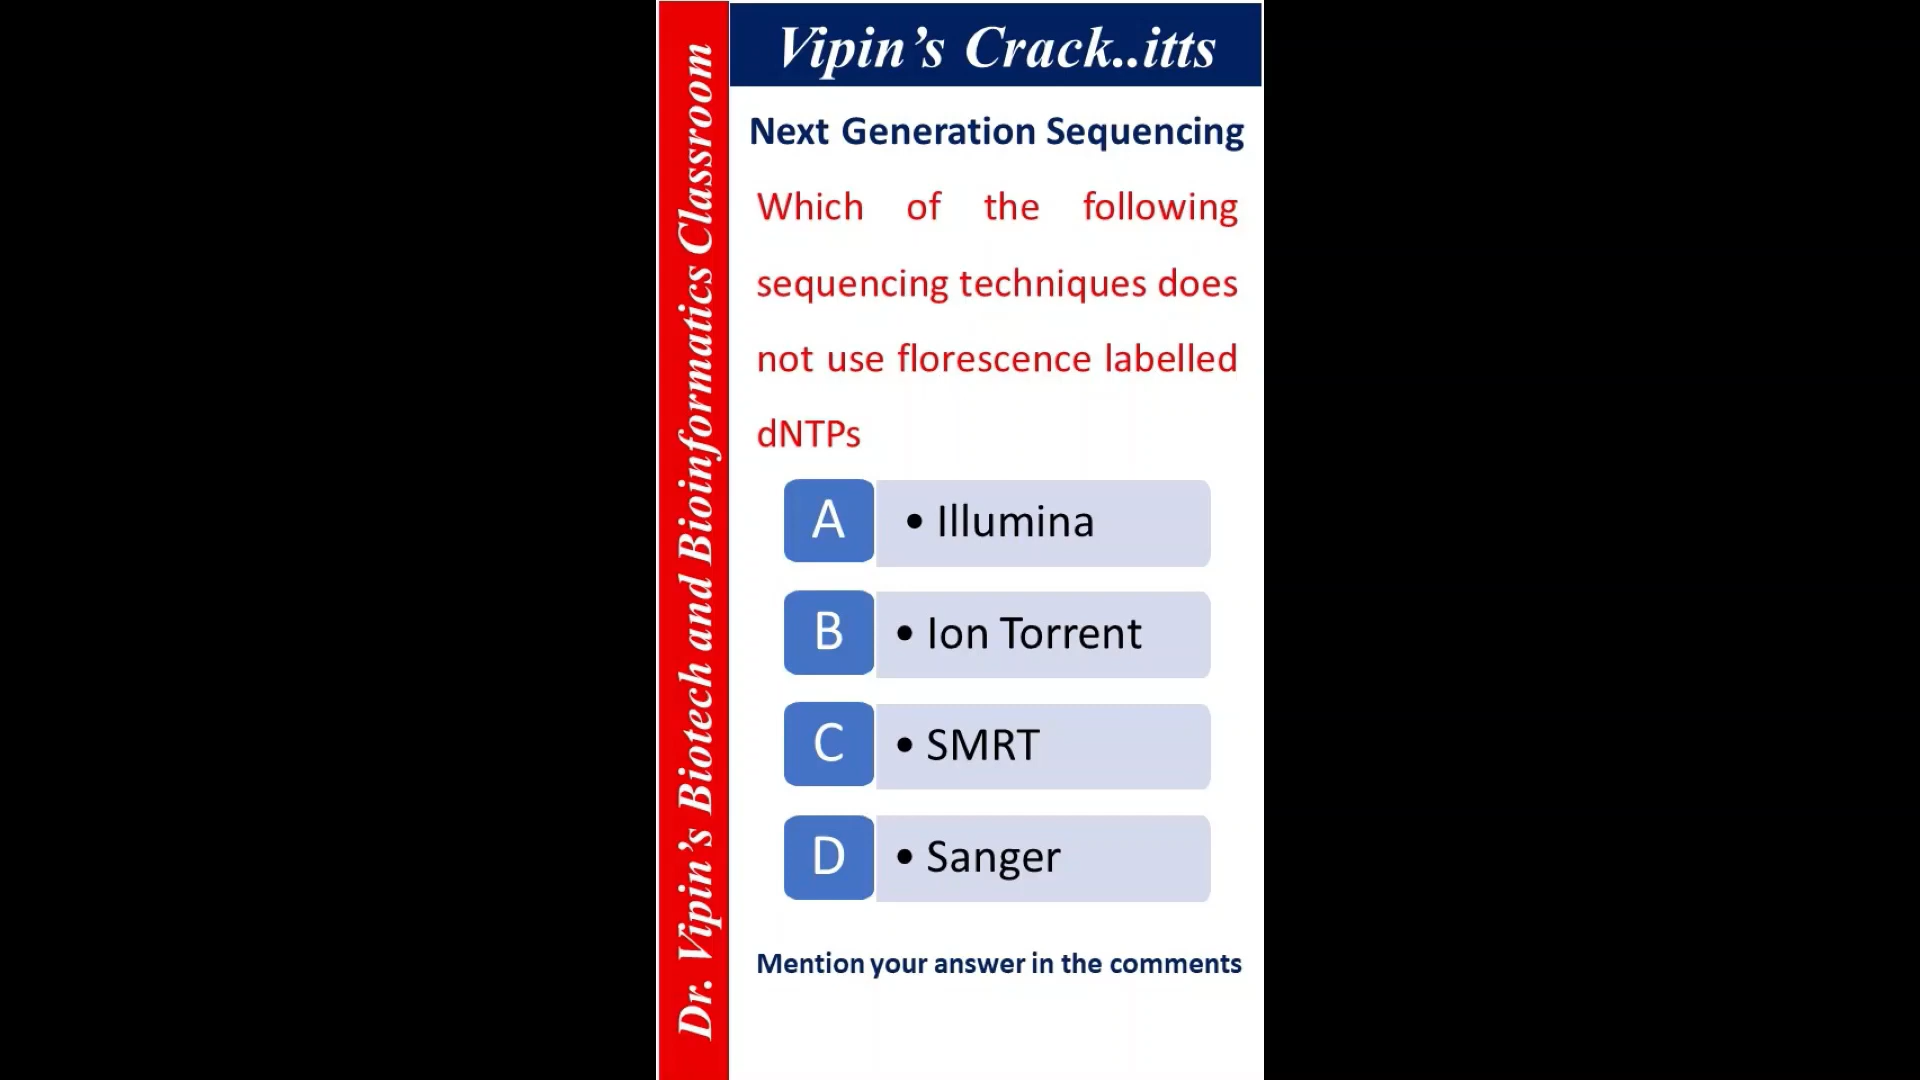 Vipin’s Crack..itts
Dr. Vipin’s Biotech and Bioinformatics Classroom
Next Generation Sequencing
Which of the following
sequencing techniques does
not use florescence labelled
dNTPs
A • Illumina
B • Ion Torrent
C • SMRT
D • Sanger
Mention your answer in the comments